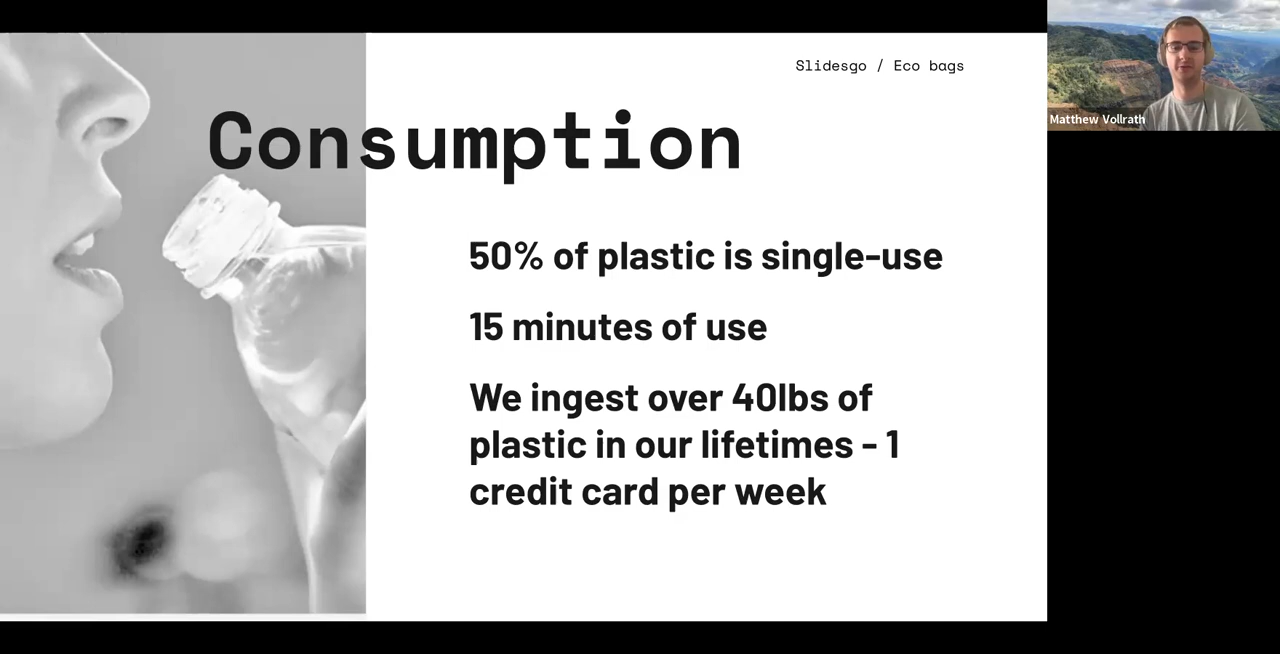 Slidesgo / Eco bags
Consumption
50% of plastic is single-use
15 minutes of use
We ingest over 40lbs of
plastic in our lifetimes - 1
credit card per week
Matthew Vollrath